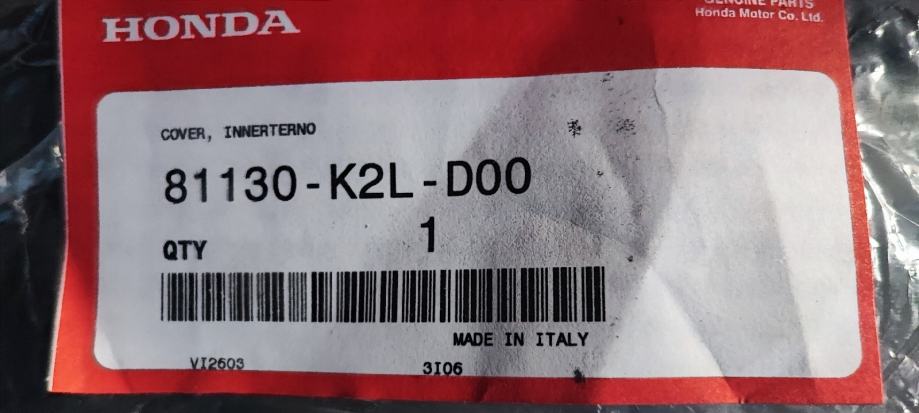 HONDA
GENUINE PARTS
Honda Motor Co. Ltd.
COVER, INNERTERNO
81130-K2L-D00
QTY 1
MADE IN ITALY
VI2603 3I06